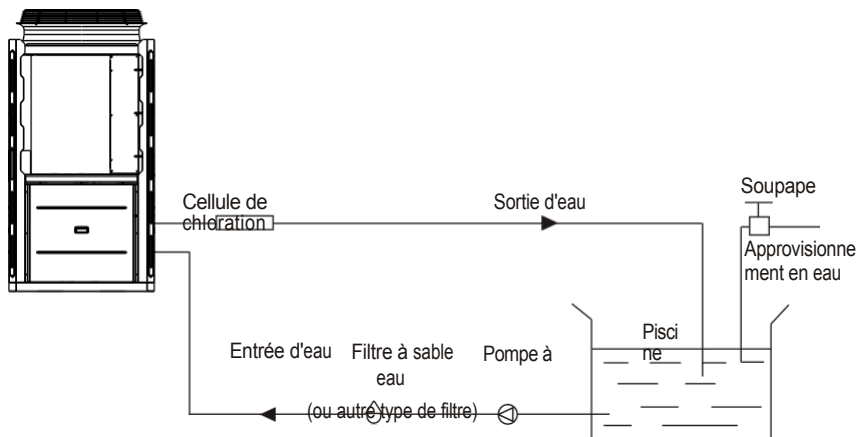 Cellule de
chloration
Sortie d'eau
Soupape
Approvisionne
ment en eau
Pisci
ne
Entrée d'eau
Filtre à sable
Pompe à
eau
(ou autre type de filtre)